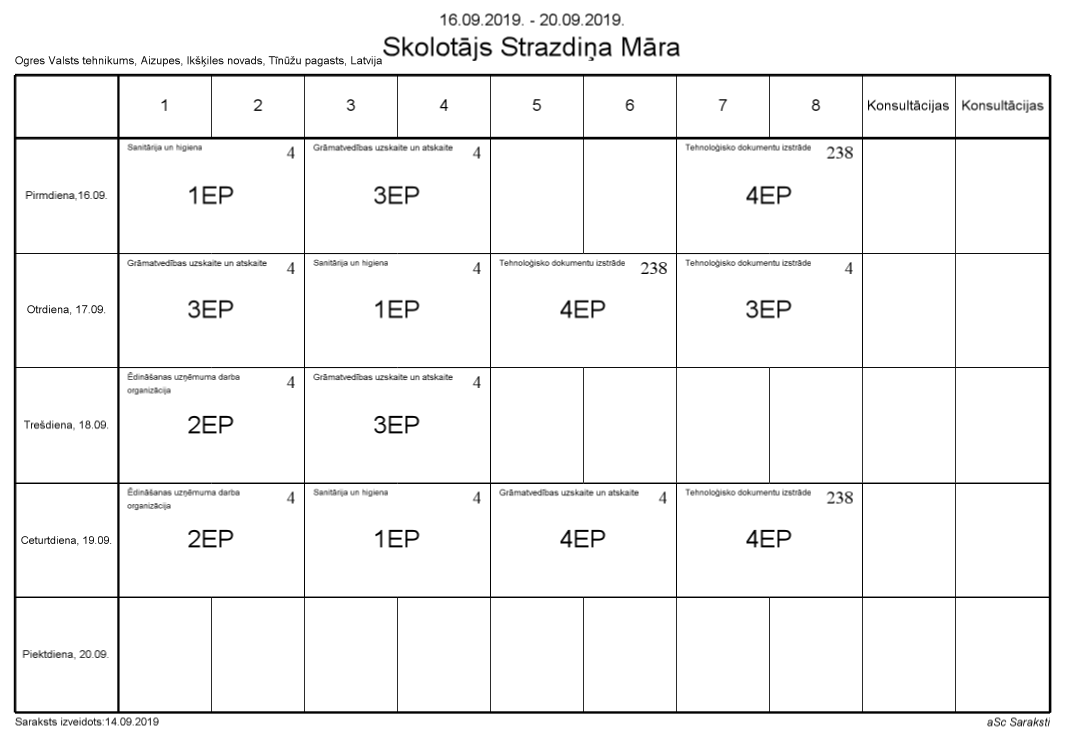 16.09.2019. - 20.09.2019.
Skolotājs Strazdiņa Māra
Ogres Valsts tehnikums, Aizupes, Ikšķiles novads, Tīnūžu pagasts, Latvija
1 2 3 4 5 6 7 8 Konsultācijas Konsultācijas
Pirmdiena,16.09.
Sanitārija un higiena 4
1EP
Grāmatvedības uzskaite un atskaite 4
3EP
Tehnoloģisko dokumentu izstrāde 238
4EP
Otrdiena, 17.09.
Grāmatvedības uzskaite un atskaite 4
3EP
Sanitārija un higiena 4
1EP
Tehnoloģisko dokumentu izstrāde 238
4EP
Tehnoloģisko dokumentu izstrāde 4
3EP
Trešdiena, 18.09.
Ēdināšanas uzņēmuma darba 4
organizācija
2EP
Grāmatvedības uzskaite un atskaite 4
3EP
Ceturtdiena, 19.09.
Ēdināšanas uzņēmuma darba 4
organizācija
2EP
Sanitārija un higiena 4
1EP
Grāmatvedības uzskaite un atskaite 4
4EP
Tehnoloģisko dokumentu izstrāde 238
4EP
Piektdiena, 20.09.
Saraksts izveidots:14.09.2019
aSc Saraksti